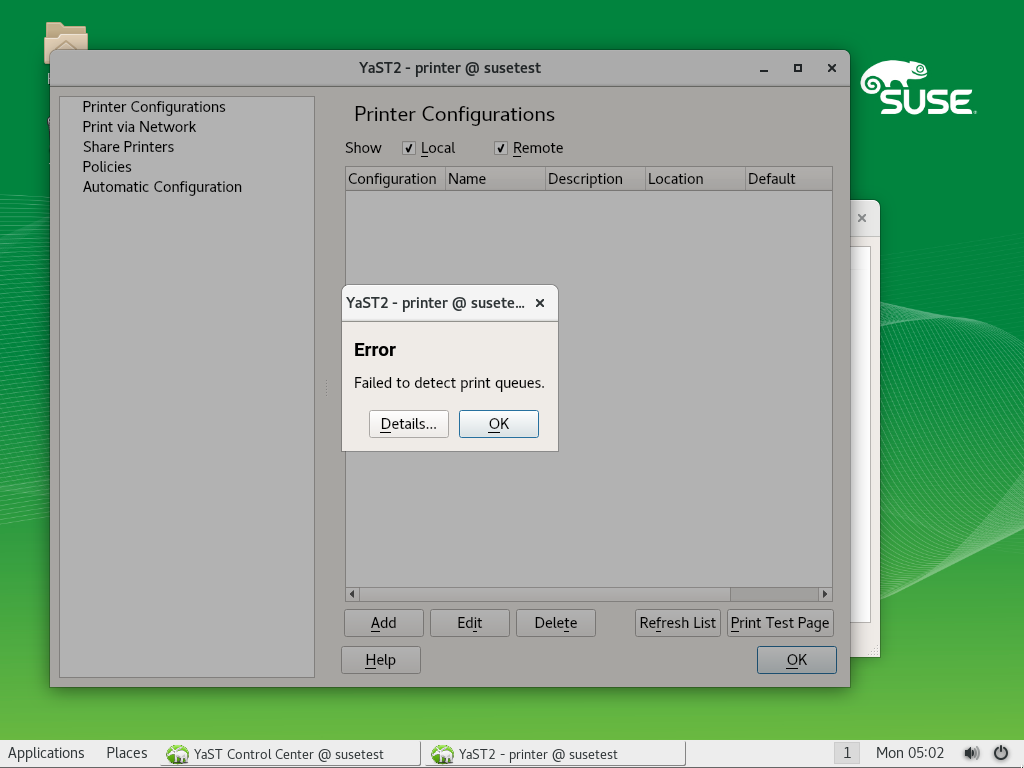 YaST2 - printer @ susetest
SUSE
Printer Configurations
Print via Network
Share Printers
Policies
Automatic Configuration
Printer Configurations
Show Local Remote
Configuration Name Description Location Default
YaST2 - printer @ susete...
Error
Failed to detect print queues.
Details... OK
Add Edit Delete Refresh List Print Test Page
Help OK
Applications Places YaST Control Center @ susetest YaST2 - printer @ susetest 1 Mon 05:02